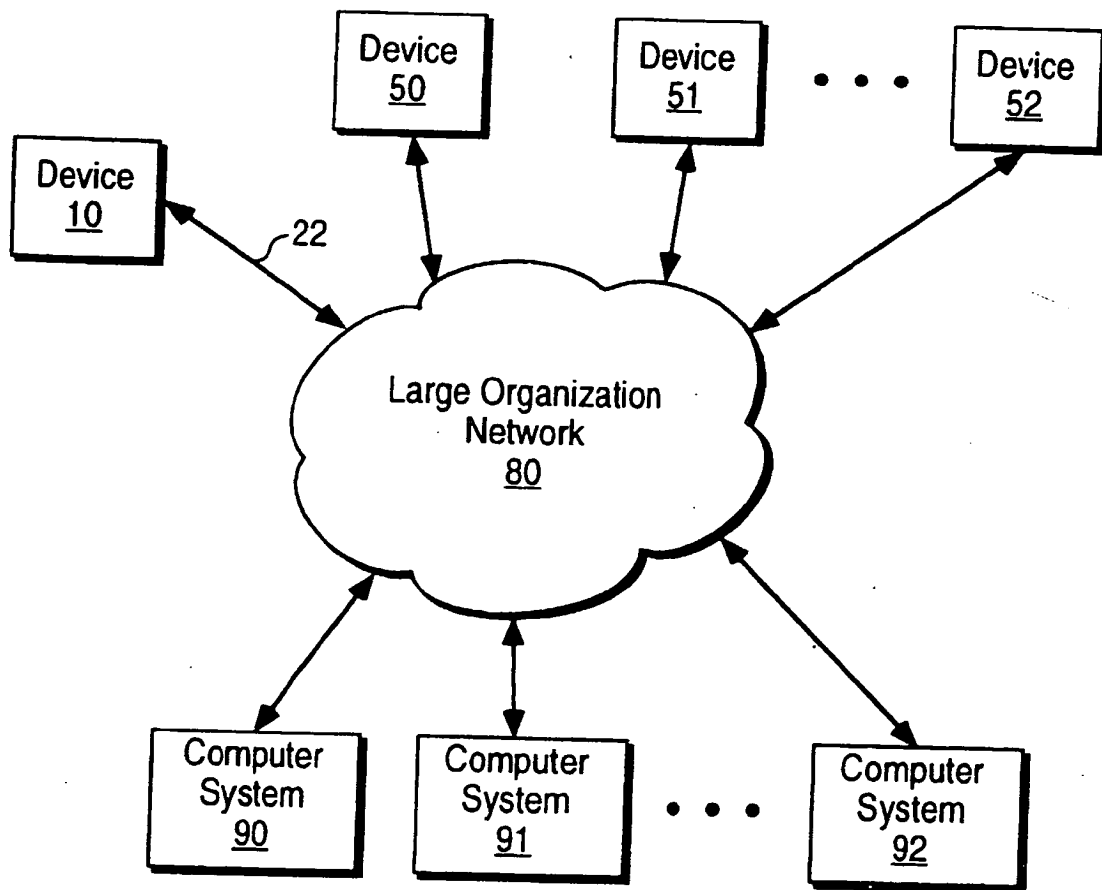 Device
50
Device
51
Device
52
Device
10
22
Large Organization
Network
80
Computer
System
90
Computer
System
91
Computer
System
92